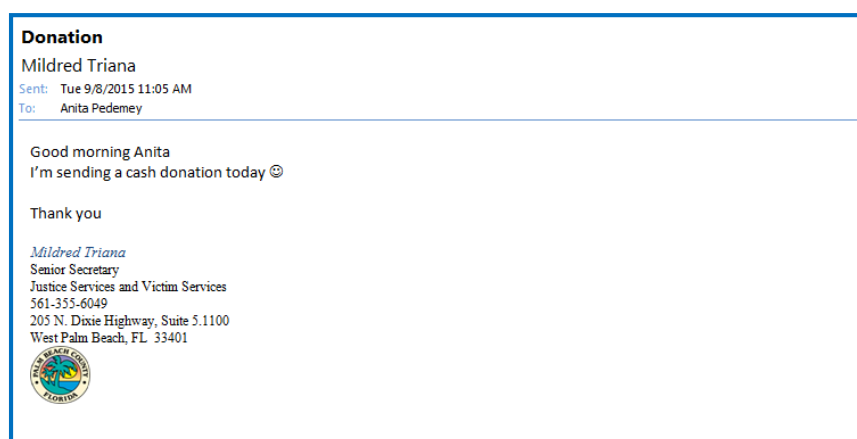 Donation
Mildred Triana
Sent: Tue 9/8/2015 11:05 AM
To: Anita Pedemey
Good morning Anita
I'm sending a cash donation today ☺
Thank you
Mildred Triana
Senior Secretary
Justice Services and Victim Services
561-355-6049
205 N. Dixie Highway, Suite 5.1100
West Palm Beach, FL 33401
PALM BEACH COUNTY
FLORIDA